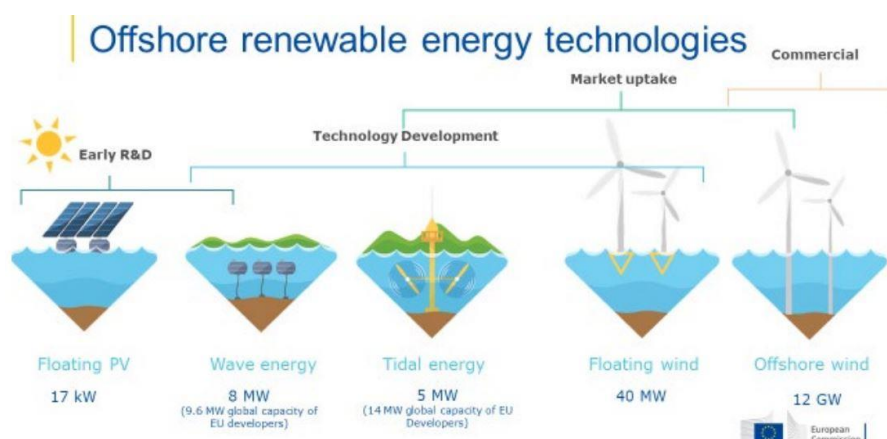 Offshore renewable energy technologies
Commercial
Market uptake
Technology Development
Early R&D
Floating PV
Wave energy
Tidal energy
Floating wind
Offshore wind
17 kW
8 MW
(9.6 MW global capacity of
EU developers)
5 MW
(14 MW global capacity of EU
Developers)
40 MW
12 GW
European
Commission